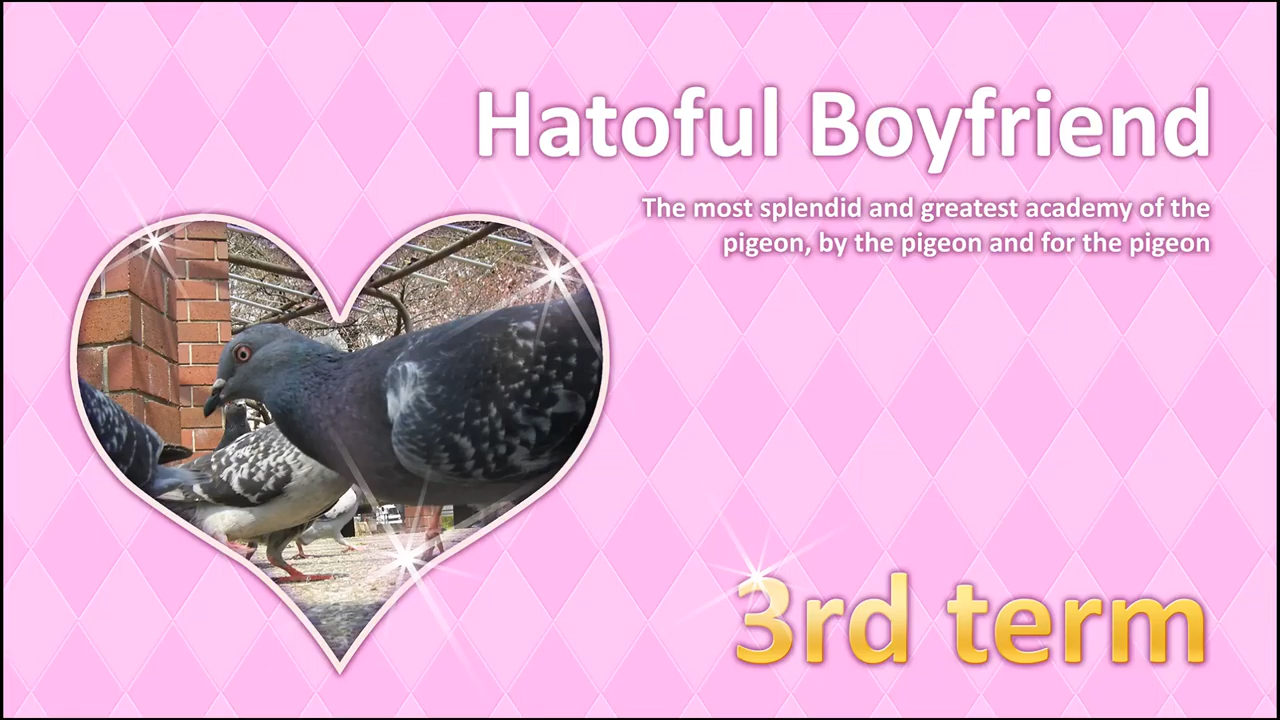 Hatoful Boyfriend
The most splendid and greatest academy of the
pigeon, by the pigeon and for the pigeon
3rd term